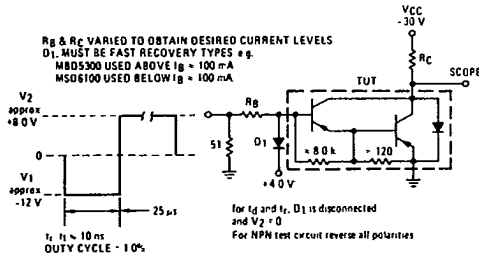 RB & RC VARIED TO OBTAIN DESIRED CURRENT LEVELS
D1, MUST BE FAST RECOVERY TYPES e.g.
MBD5300 USED ABOVE IB ≈ 100 mA
MSD6100 USED BELOW IB ≈ 100 mA
VCC
-30 V
RC
SCOPE
TUT
V2
approx
+8.0 V
0
V1
approx
-12 V
RB
51
D1
+4.0 V
≈ 8.0 k
≈ 120
25 µs
tr, tf ≈ 10 ns
DUTY CYCLE = 1.0%
for td and tr, D1 is disconnected
and V2 = 0
For NPN test circuit reverse all polarities